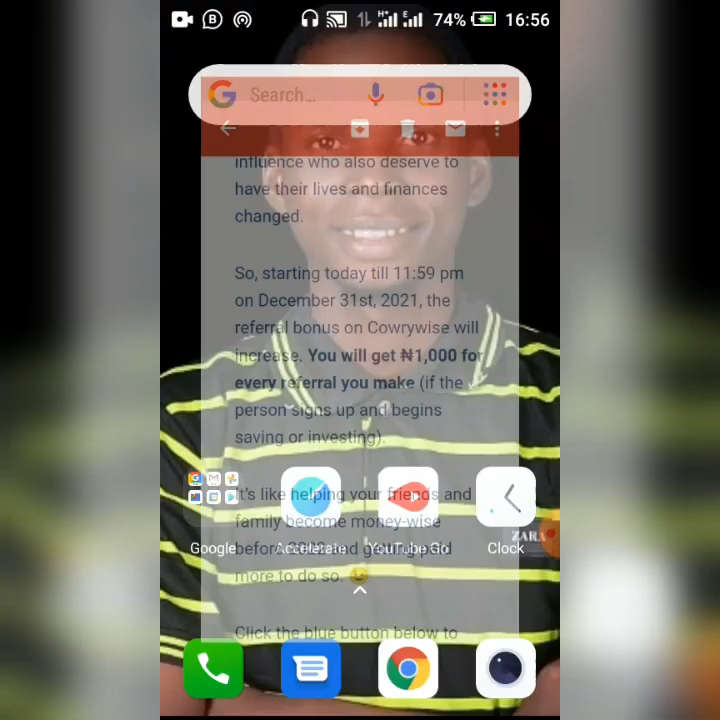 74% 16:56
Search...
influence who also deserve to
have their lives and finances
changed.
So, starting today till 11:59 pm
on December 31st, 2021, the
referral bonus on Cowrywise will
increase. You will get ₦1,000 for
every referral you make (if the
person signs up and begins
saving or investing).
It's like helping your friends and
family become money-wise
before 2022 and getting paid
more to do so. 😉
Google Accelerate YouTube Go Clock
ZARA
Click the blue button below to